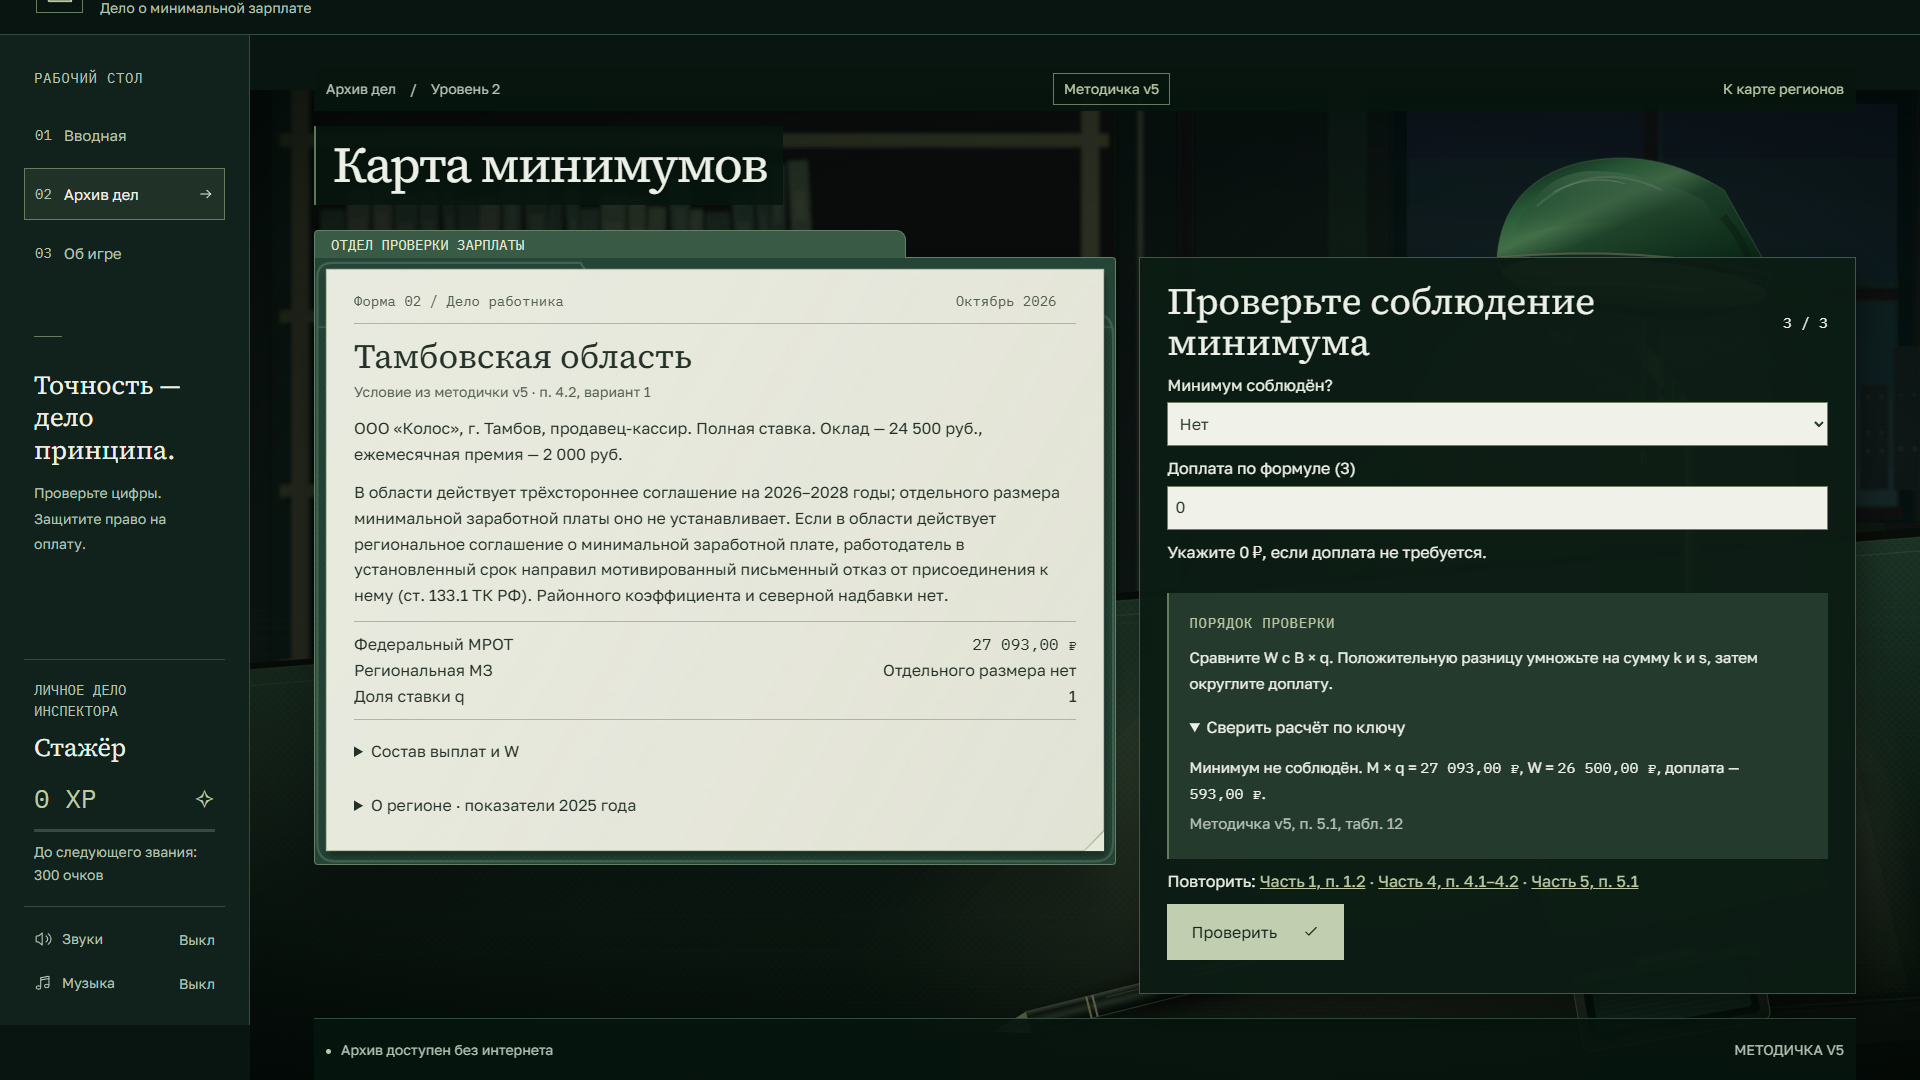 Дело о минимальной зарплате
РАБОЧИЙ СТОЛ
01 Вводная
02 Архив дел →
03 Об игре
Точность —
дело
принципа.
Проверьте цифры.
Защитите право на
оплату.
ЛИЧНОЕ ДЕЛО
ИНСПЕКТОРА
Стажёр
0 XP
До следующего звания:
300 очков
Звуки Выкл
Музыка Выкл
Архив дел / Уровень 2
Методичка v5
К карте регионов
Карта минимумов
ОТДЕЛ ПРОВЕРКИ ЗАРПЛАТЫ
Форма 02 / Дело работника Октябрь 2026
Тамбовская область
Условие из методички v5 · п. 4.2, вариант 1
ООО «Колос», г. Тамбов, продавец-кассир. Полная ставка. Оклад — 24 500 руб.,
ежемесячная премия — 2 000 руб.
В области действует трёхстороннее соглашение на 2026–2028 годы; отдельного размера
минимальной заработной платы оно не устанавливает. Если в области действует
региональное соглашение о минимальной заработной плате, работодатель в
установленный срок направил мотивированный письменный отказ от присоединения к
нему (ст. 133.1 ТК РФ). Районного коэффициента и северной надбавки нет.
Федеральный МРОТ 27 093,00 ₽
Региональная МЗ Отдельного размера нет
Доля ставки q 1
Состав выплат и W
О регионе · показатели 2025 года
Проверьте соблюдение
минимума
3 / 3
Минимум соблюдён?
Нет
Доплата по формуле (3)
0
Укажите 0 ₽, если доплата не требуется.
ПОРЯДОК ПРОВЕРКИ
Сравните W с B × q. Положительную разницу умножьте на сумму k и s, затем
округлите доплату.
Сверить расчёт по ключу
Минимум не соблюдён. M × q = 27 093,00 ₽, W = 26 500,00 ₽, доплата —
593,00 ₽.
Методичка v5, п. 5.1, табл. 12
Повторить: Часть 1, п. 1.2 · Часть 4, п. 4.1–4.2 · Часть 5, п. 5.1
Проверить ✓
Архив доступен без интернета
МЕТОДИЧКА V5